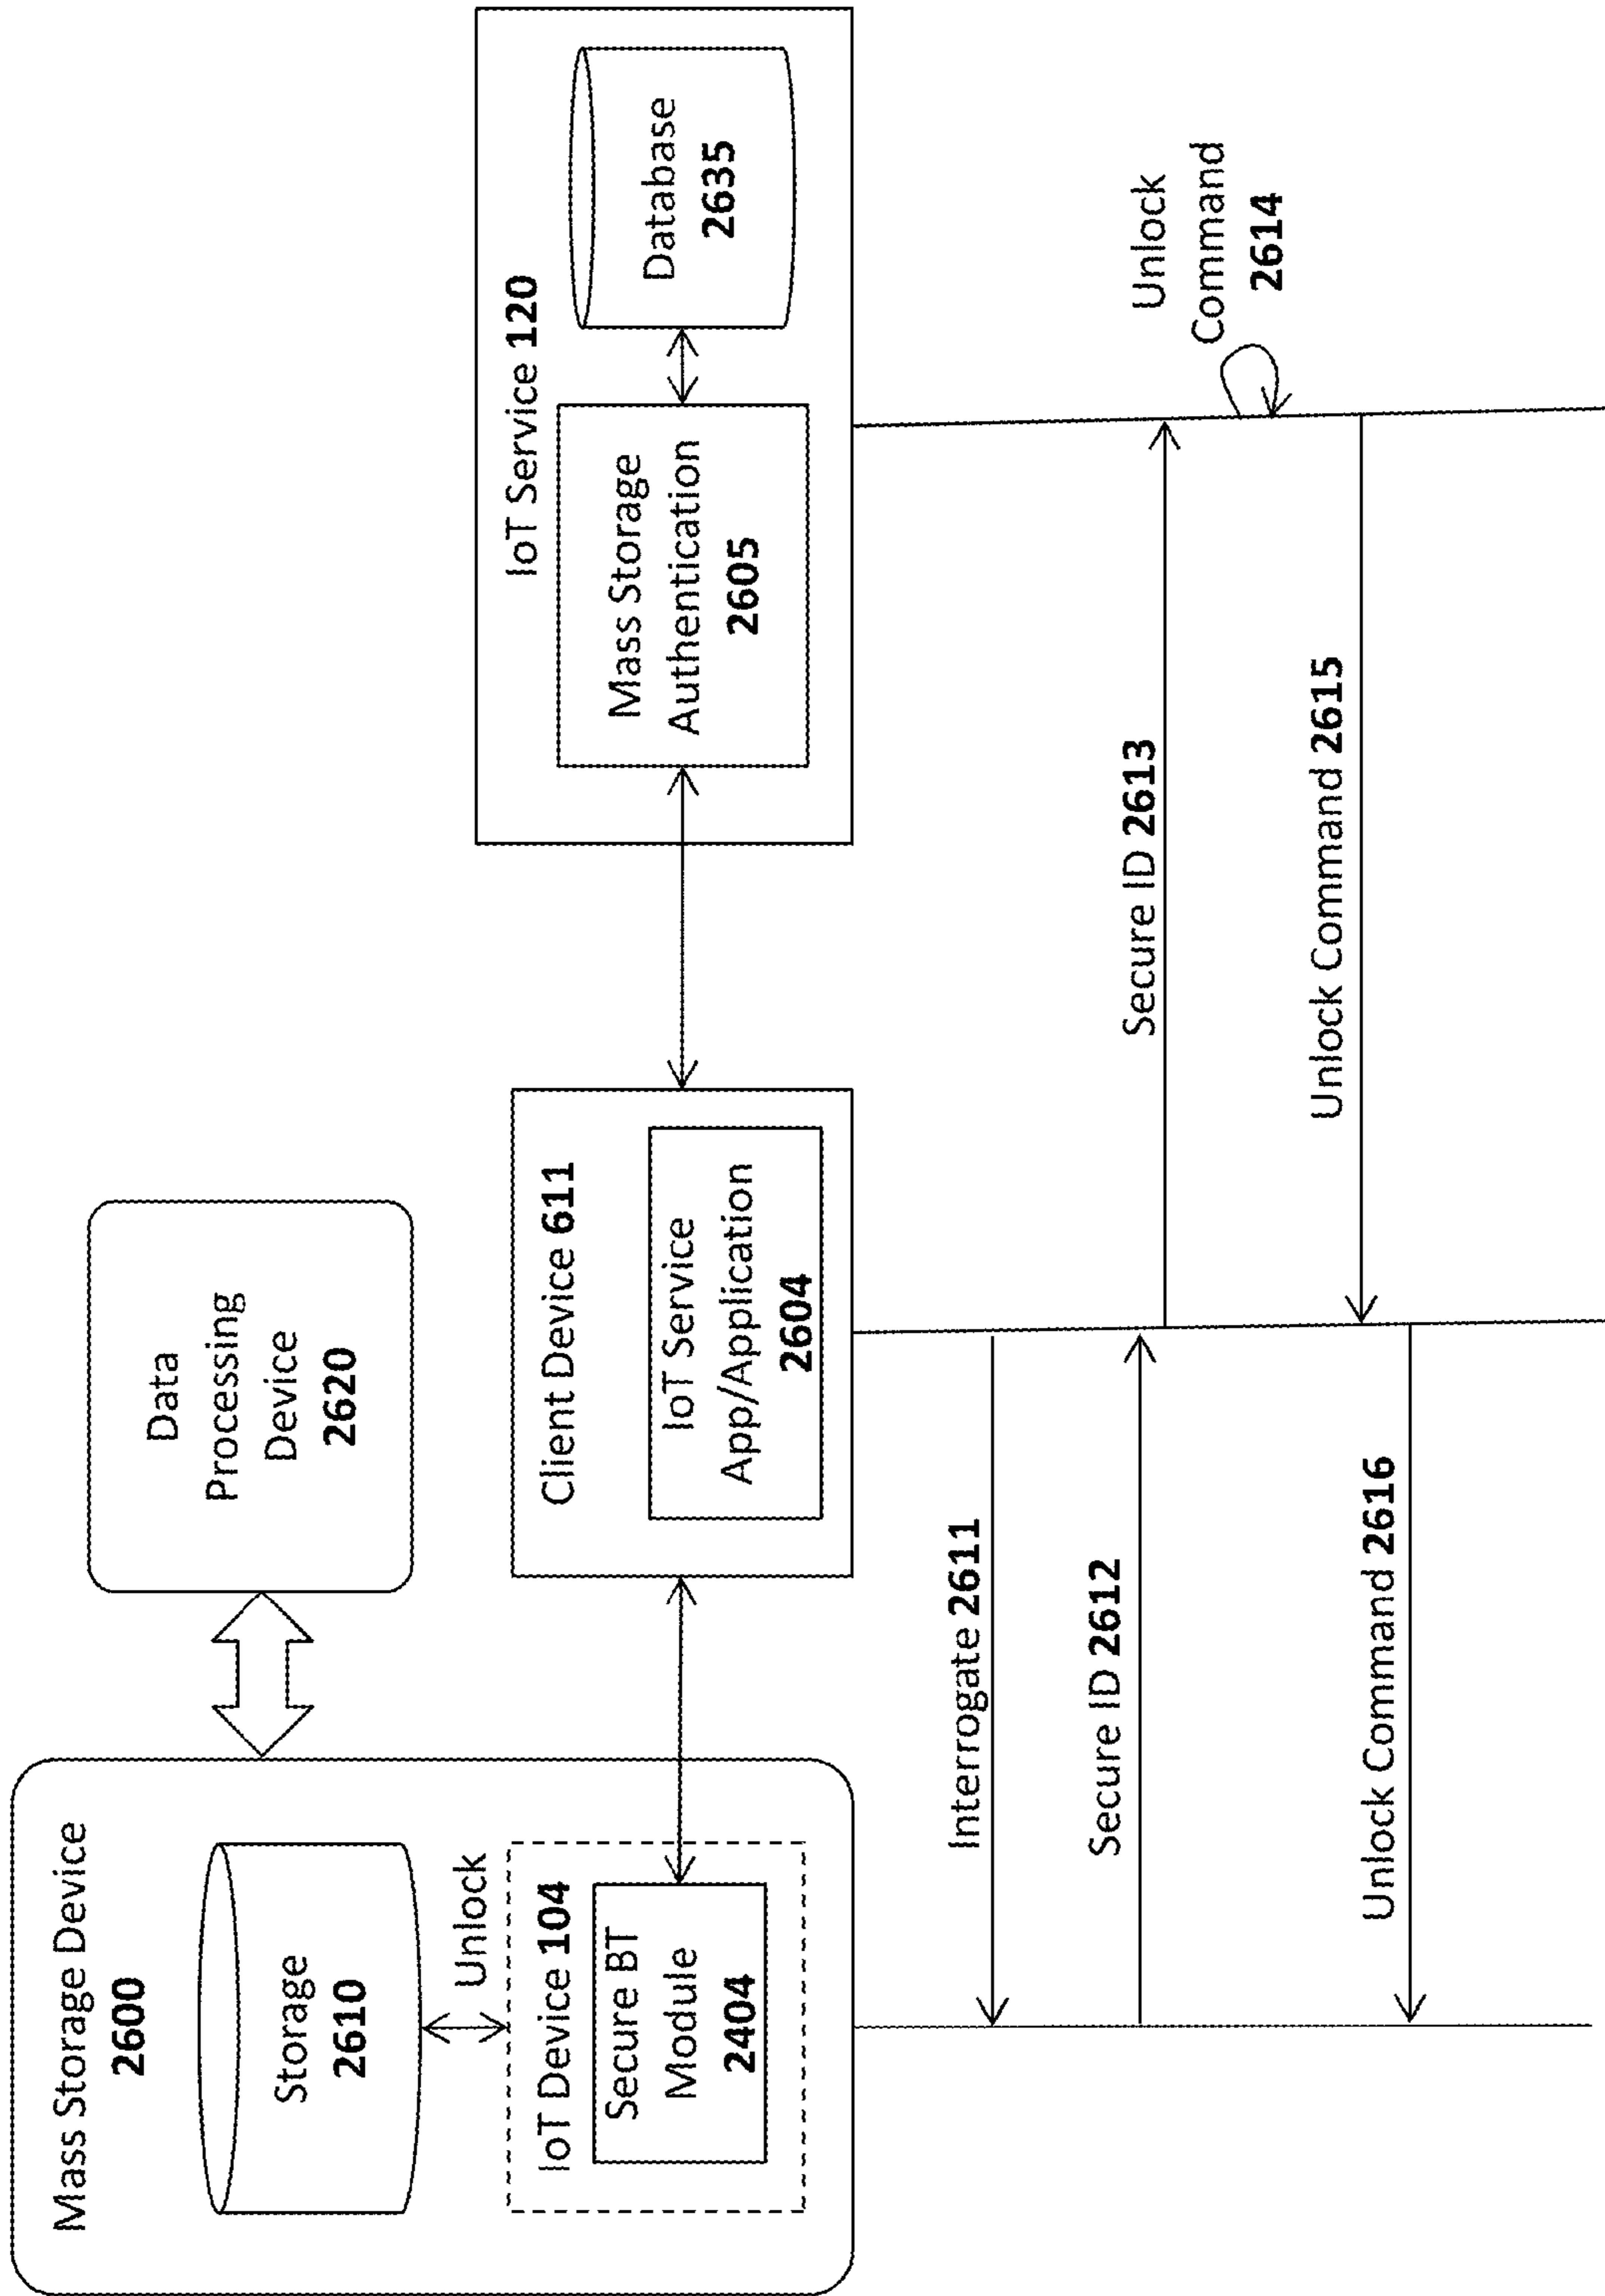 Mass Storage Device
2600
Storage
2610
Unlock
IoT Device 104
Secure BT
Module
2404
Data
Processing
Device
2620
Client Device 611
IoT Service
App/Application
2604
IoT Service 120
Mass Storage
Authentication
2605
Database
2635
Interrogate 2611
Secure ID 2612
Secure ID 2613
Unlock
Command
2614
Unlock Command 2615
Unlock Command 2616